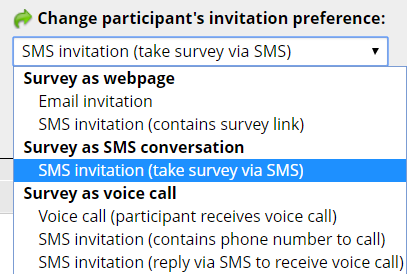 Change participant's invitation preference:
SMS invitation (take survey via SMS)
Survey as webpage
Email invitation
SMS invitation (contains survey link)
Survey as SMS conversation
SMS invitation (take survey via SMS)
Survey as voice call
Voice call (participant receives voice call)
SMS invitation (contains phone number to call)
SMS invitation (reply via SMS to receive voice call)